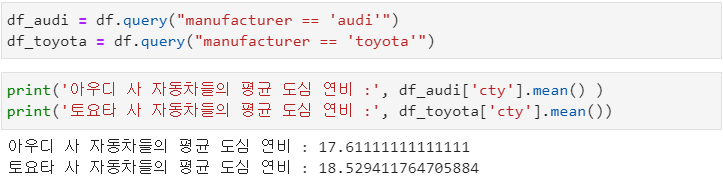 df_audi = df.query("manufacturer == 'audi'")
df_toyota = df.query("manufacturer == 'toyota'")
print('아우디 사 자동차들의 평균 도심 연비 :', df_audi['cty'].mean() )
print('토요타 사 자동차들의 평균 도심 연비 :', df_toyota['cty'].mean())
아우디 사 자동차들의 평균 도심 연비 : 17.61111111111111
토요타 사 자동차들의 평균 도심 연비 : 18.529411764705884